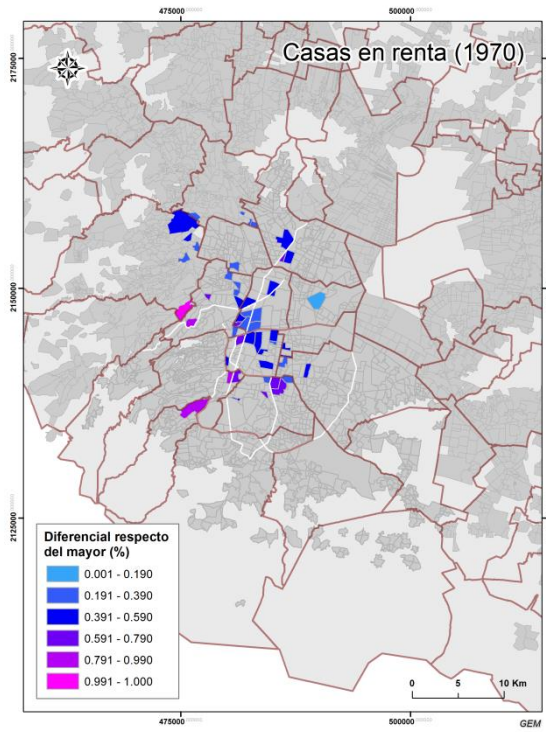 475000
500000
Casas en renta (1970)
2175000
2150000
2125000
Diferencial respecto
del mayor (%)
0.001 - 0.190
0.191 - 0.390
0.391 - 0.590
0.591 - 0.790
0.791 - 0.990
0.991 - 1.000
0 5 10 Km
475000
500000
GEM